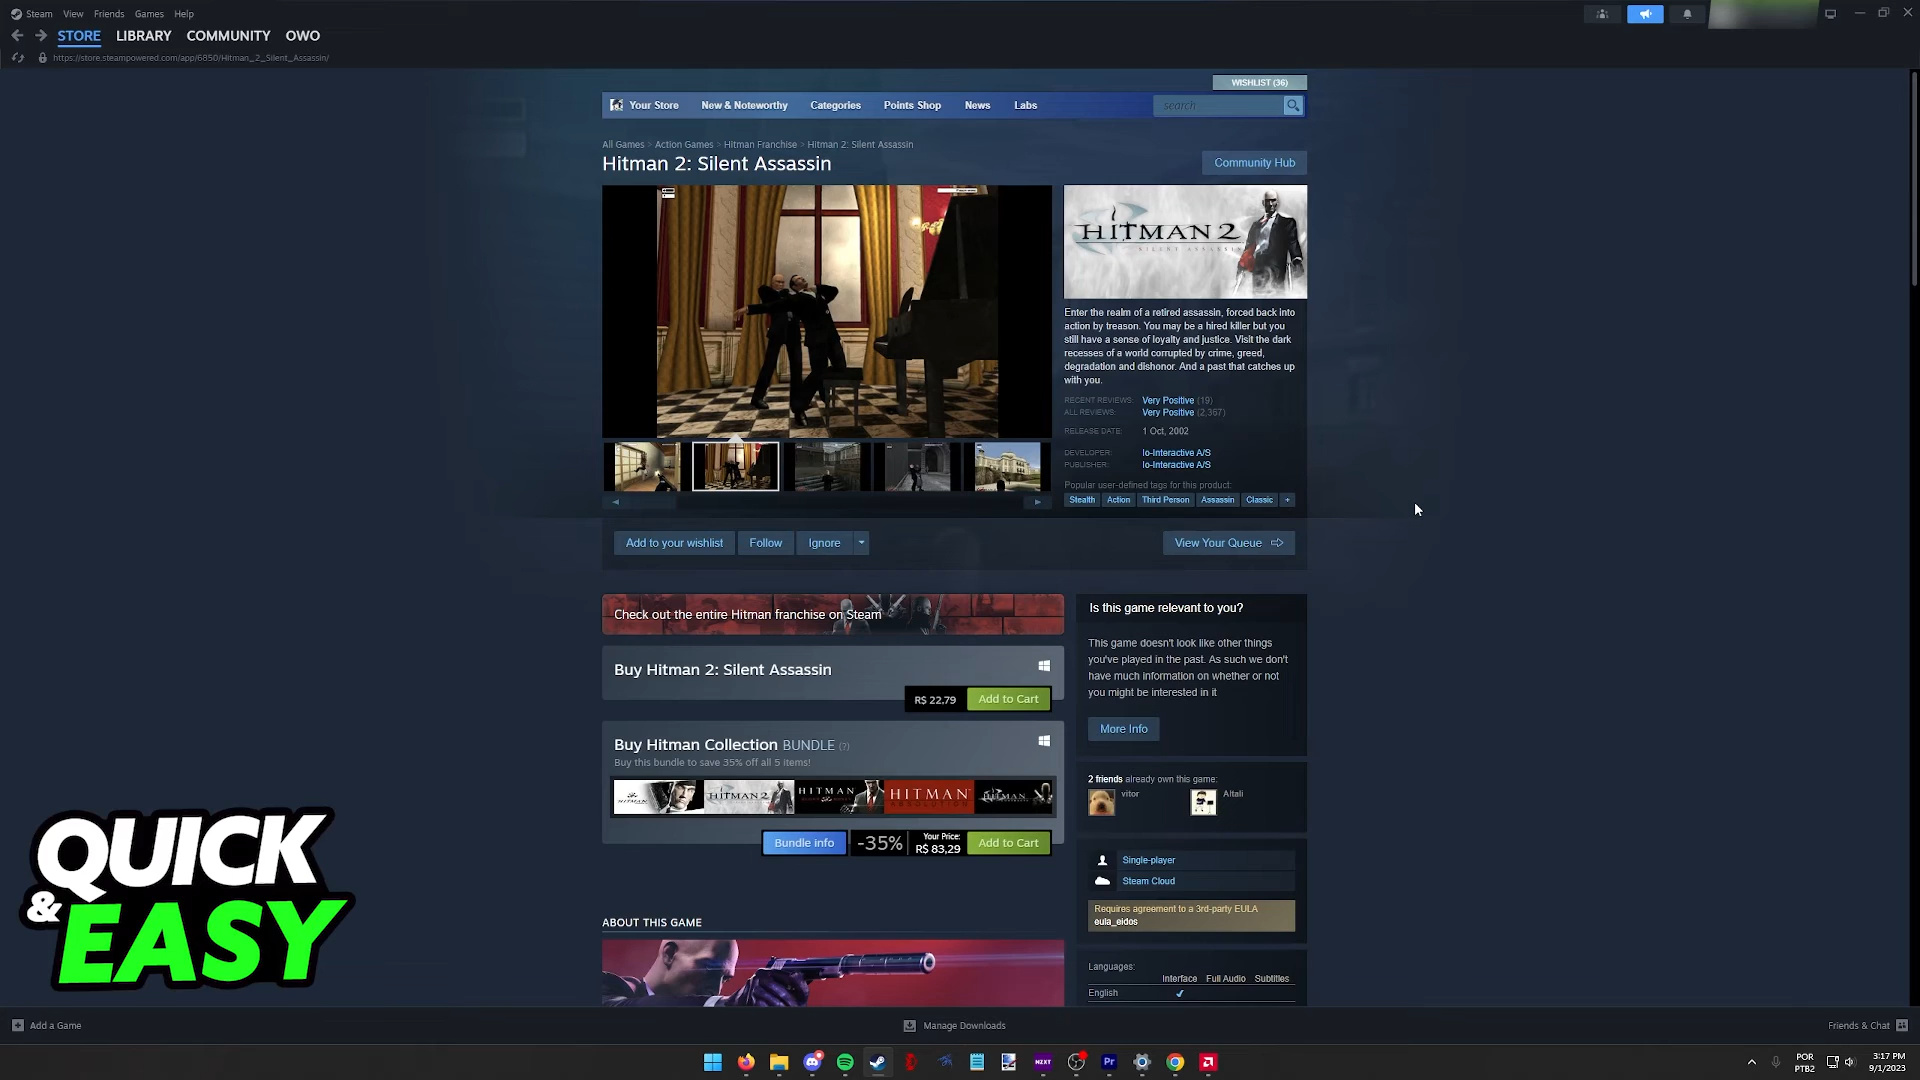 Steam View Friends Games Help
STORE LIBRARY COMMUNITY OWO
https://store.steampowered.com/app/6850/Hitman_2_Silent_Assassin/
WISHLIST (36)
Your Store New & Noteworthy Categories Points Shop News Labs search
All Games > Action Games > Hitman Franchise > Hitman 2: Silent Assassin
Hitman 2: Silent Assassin
Community Hub
HITMAN 2
SILENT ASSASSIN
Enter the realm of a retired assassin, forced back into
action by treason. You may be a hired killer but you
still have a sense of loyalty and justice. Visit the dark
recesses of a world corrupted by crime, greed,
degradation and dishonor. And a past that catches up
with you.
RECENT REVIEWS: Very Positive (19)
ALL REVIEWS: Very Positive (2,367)
RELEASE DATE: 1 Oct, 2002
DEVELOPER: Io-Interactive A/S
PUBLISHER: Io-Interactive A/S
Popular user-defined tags for this product:
Stealth Action Third Person Assassin Classic +
Add to your wishlist Follow Ignore View Your Queue
Check out the entire Hitman franchise on Steam
Buy Hitman 2: Silent Assassin
R$ 22,79 Add to Cart
Buy Hitman Collection BUNDLE (?)
Buy this bundle to save 35% off all 5 items!
HITMAN 2 HITMAN HITMAN
Bundle info -35% Your Price: R$ 83,29 Add to Cart
ABOUT THIS GAME
Is this game relevant to you?
This game doesn't look like other things
you've played in the past. As such we don't
have much information on whether or not
you might be interested in it
More Info
2 friends already own this game:
vitor Altali
Single-player
Steam Cloud
Requires agreement to a 3rd-party EULA
eula_eidos
Languages:
Interface Full Audio Subtitles
English ✔
QUICK
& EASY
Add a Game Manage Downloads Friends & Chat
NZXT Pr
POR
PTB2
3:17 PM
9/1/2023